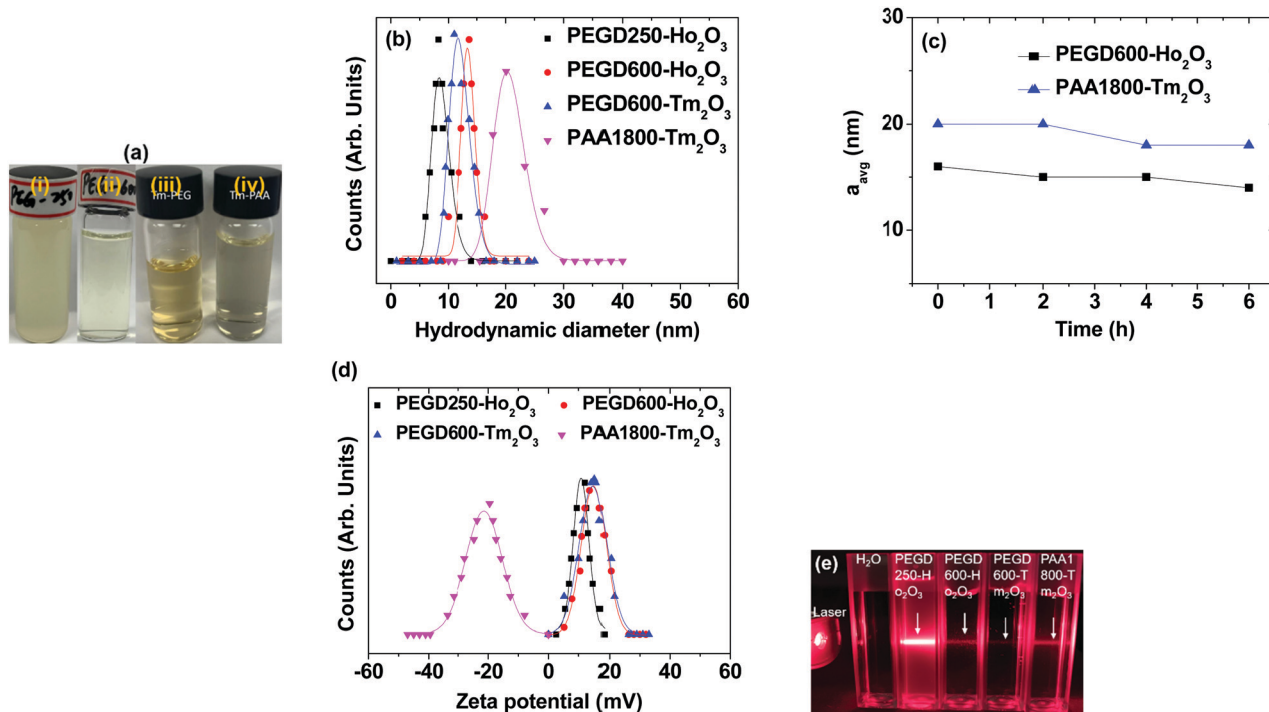 (a)
(i)
(ii)
(iii)
(iv)
Tm-PEG
Tm-PAA
(b)
PEGD250-Ho₂O₃
PEGD600-Ho₂O₃
PEGD600-Tm₂O₃
PAA1800-Tm₂O₃
Counts (Arb. Units)
0 10 20 30 40 50 60
Hydrodynamic diameter (nm)
(c)
PEGD600-Ho₂O₃
PAA1800-Tm₂O₃
a_avg (nm)
30
20
10
0 1 2 3 4 5 6
Time (h)
(d)
PEGD250-Ho₂O₃ PEGD600-Ho₂O₃
PEGD600-Tm₂O₃ PAA1800-Tm₂O₃
Counts (Arb. Units)
-60 -40 -20 0 20 40 60
Zeta potential (mV)
(e)
H₂O PEGD PEGD PEGD PAA1
250-H 600-H 600-T 800-T
o₂O₃ o₂O₃ m₂O₃ m₂O₃
Laser